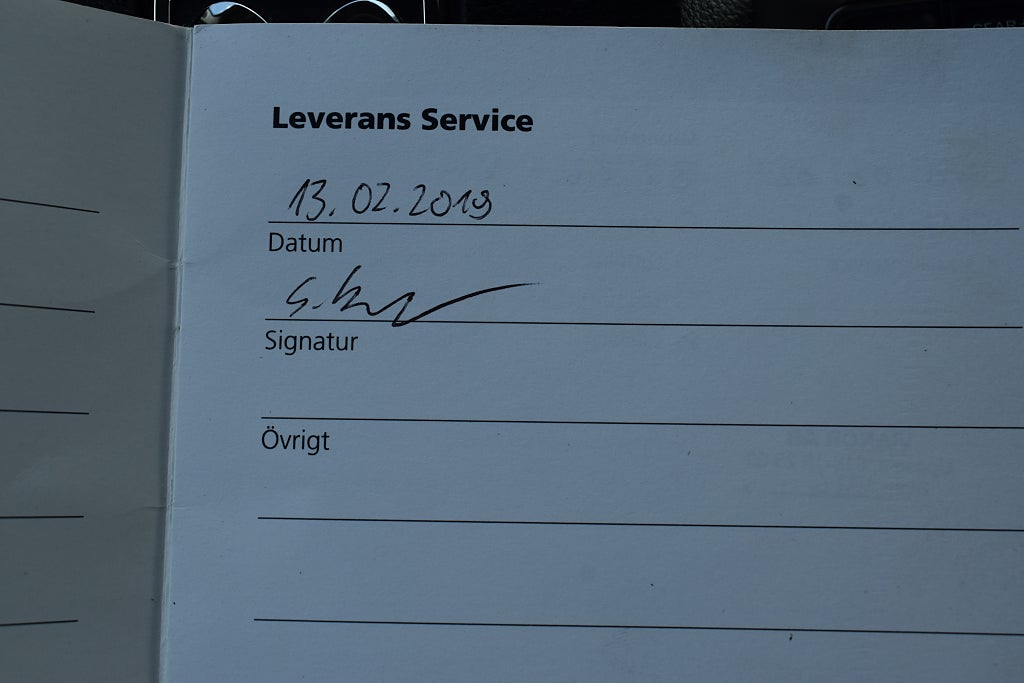 Leverans Service
13.02.2019
Datum
Signatur
Övrigt